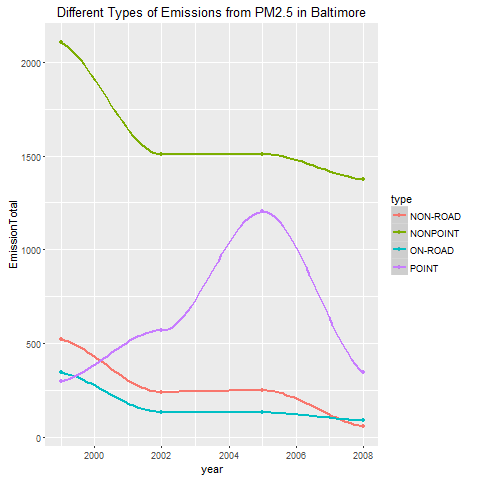 Different Types of Emissions from PM2.5 in Baltimore
2000
1500
1000
500
0
EmissionTotal
2000 2002 2004 2006 2008
year
type
NON-ROAD
NONPOINT
ON-ROAD
POINT